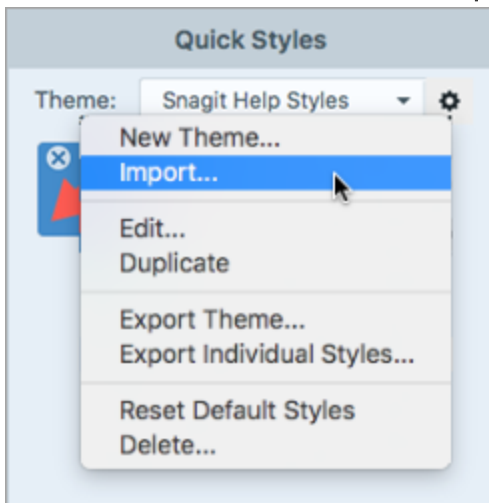 Quick Styles
Theme: Snagit Help Styles
New Theme...
Import...
Edit...
Duplicate
Export Theme...
Export Individual Styles...
Reset Default Styles
Delete...